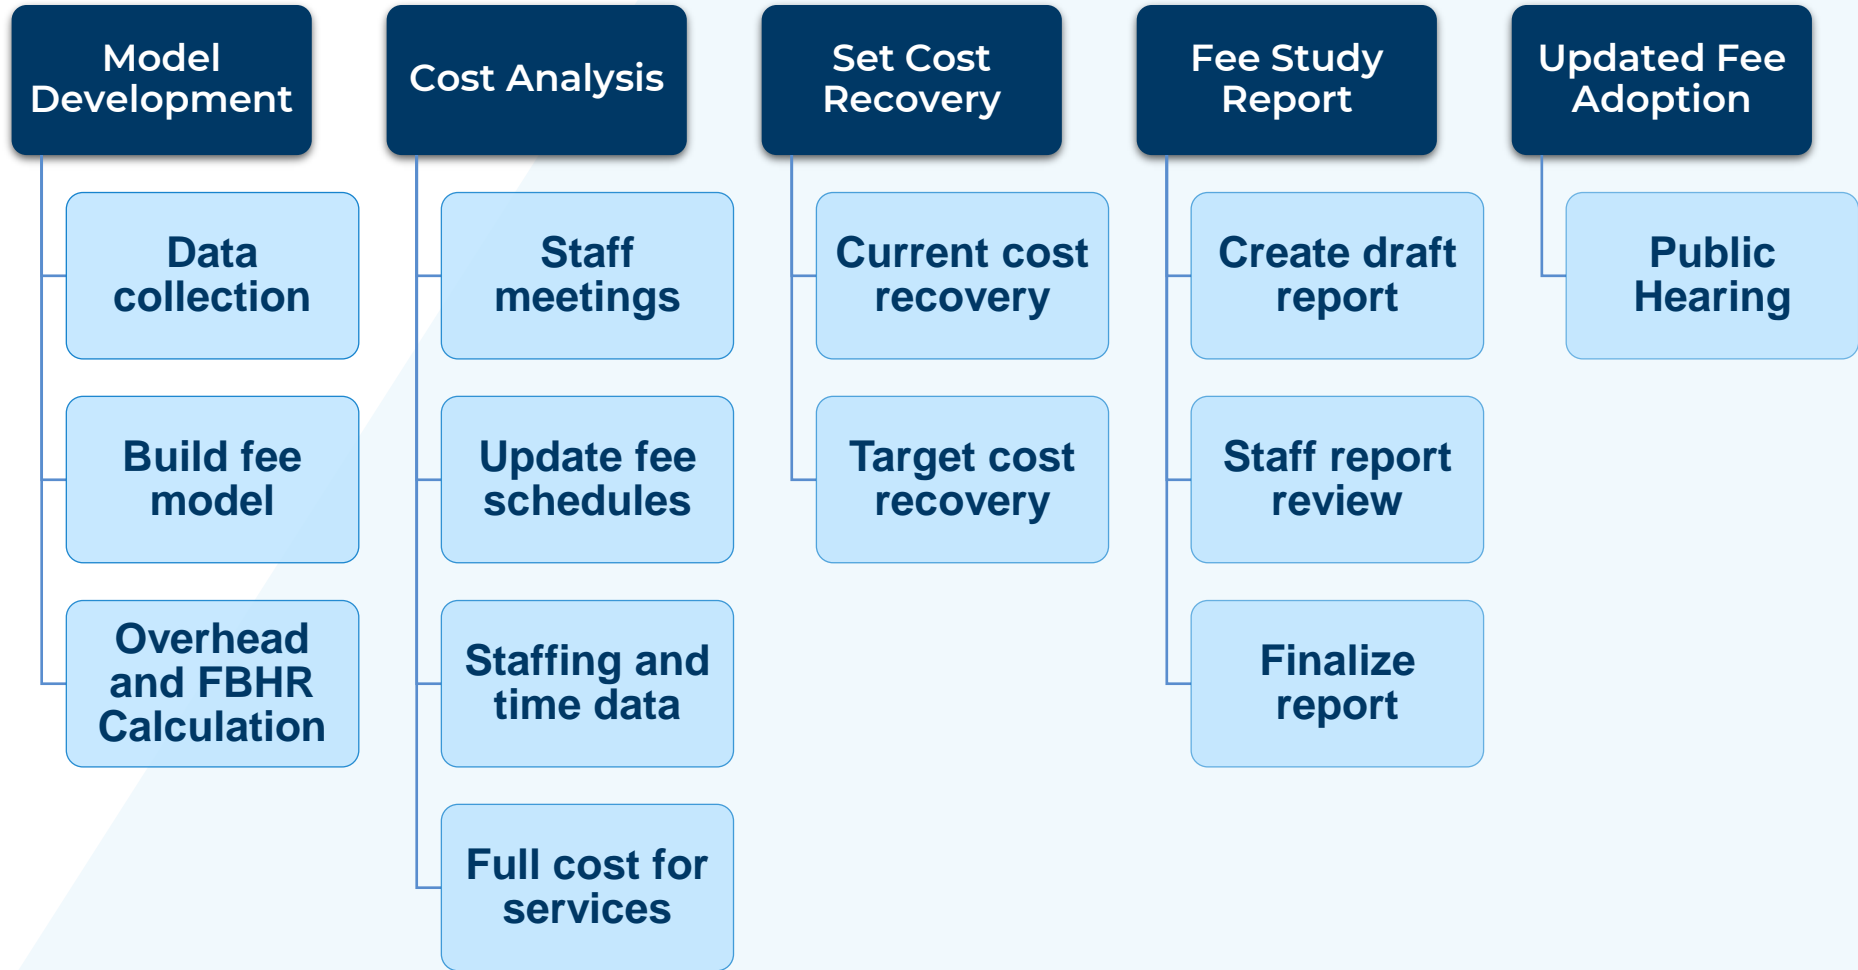 Model
Development
Data
collection
Build fee
model
Overhead
and FBHR
Calculation
Cost Analysis
Staff
meetings
Update fee
schedules
Staffing and
time data
Full cost for
services
Set Cost
Recovery
Current cost
recovery
Target cost
recovery
Fee Study
Report
Create draft
report
Staff report
review
Finalize
report
Updated Fee
Adoption
Public
Hearing